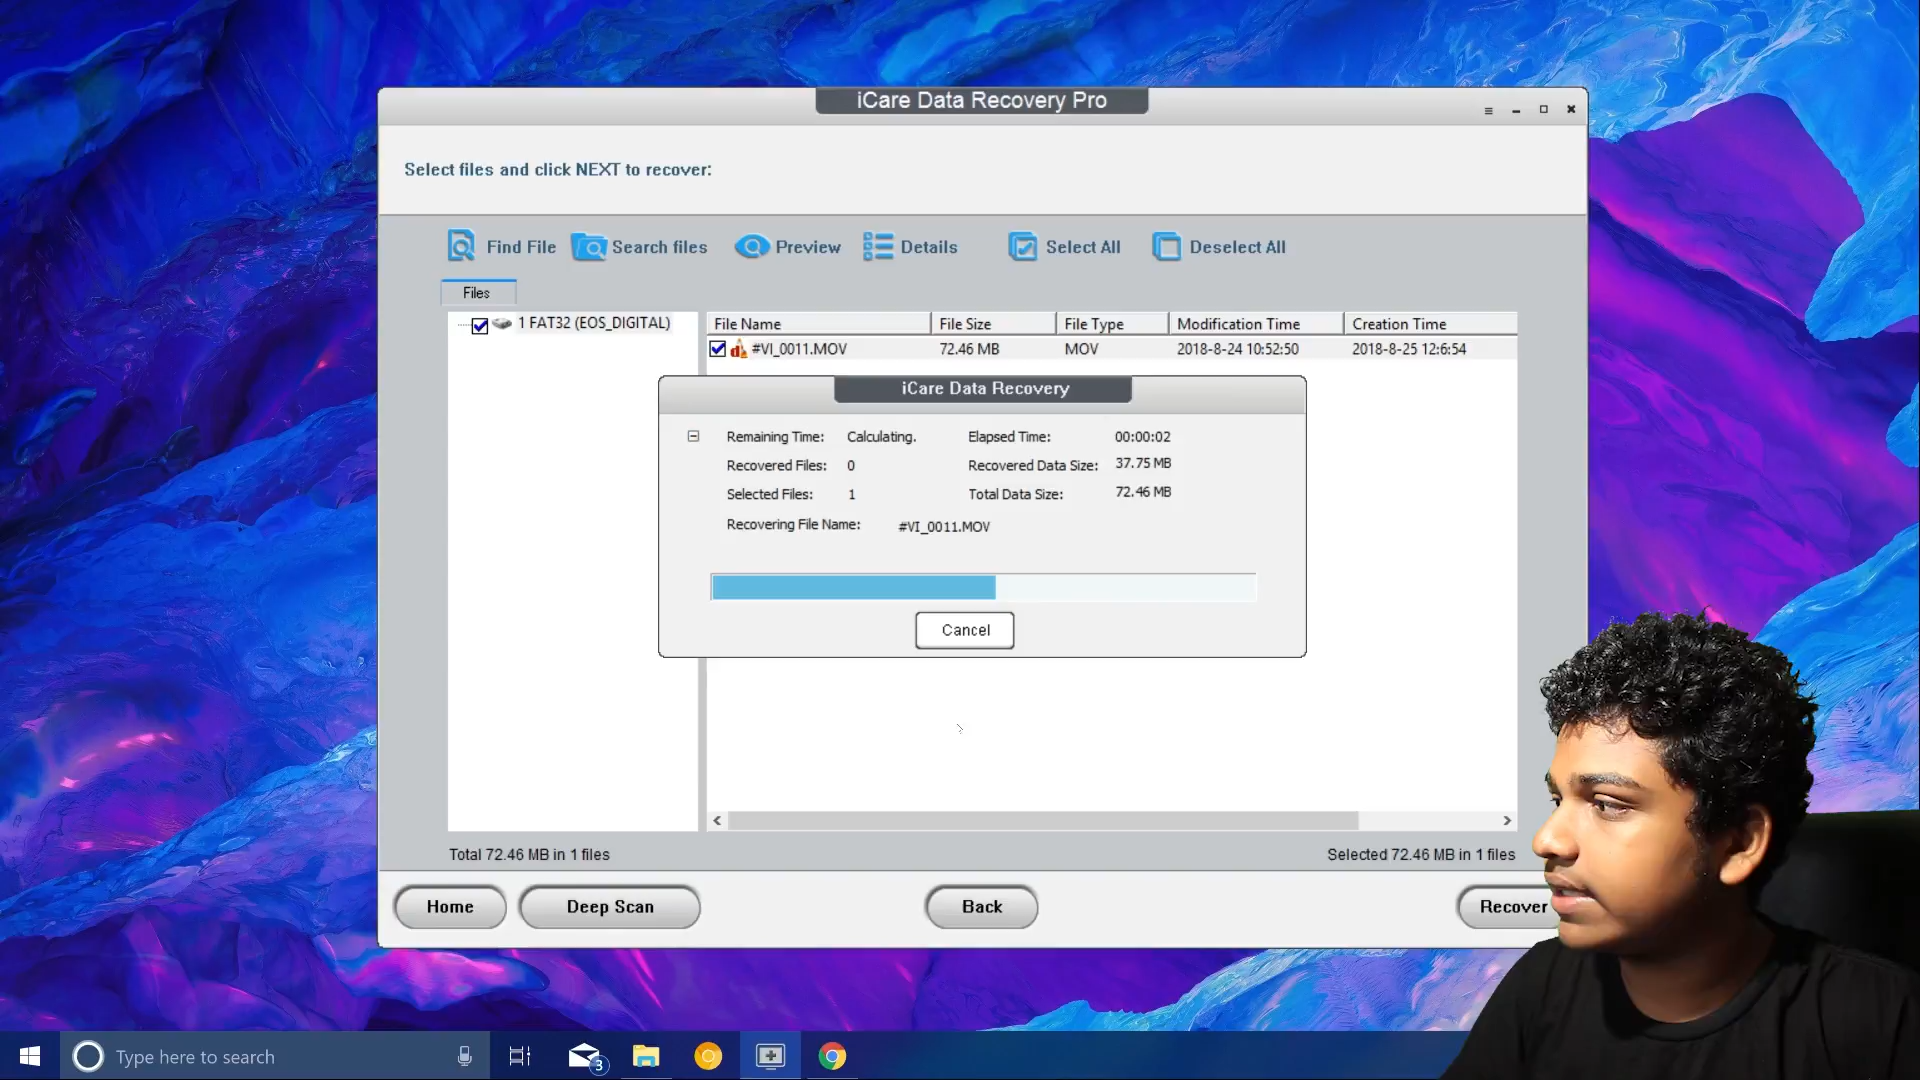 iCare Data Recovery Pro
Select files and click NEXT to recover:
Find File Search files Preview Details Select All Deselect All
Files
1 FAT32 (EOS_DIGITAL)
File Name File Size File Type Modification Time Creation Time
#VI_0011.MOV 72.46 MB MOV 2018-8-24 10:52:50 2018-8-25 12:6:54
iCare Data Recovery
Remaining Time: Calculating. Elapsed Time: 00:00:02
Recovered Files: 0 Recovered Data Size: 37.75 MB
Selected Files: 1 Total Data Size: 72.46 MB
Recovering File Name: #VI_0011.MOV
Cancel
Total 72.46 MB in 1 files Selected 72.46 MB in 1 files
Home Deep Scan Back Recover
Type here to search
3